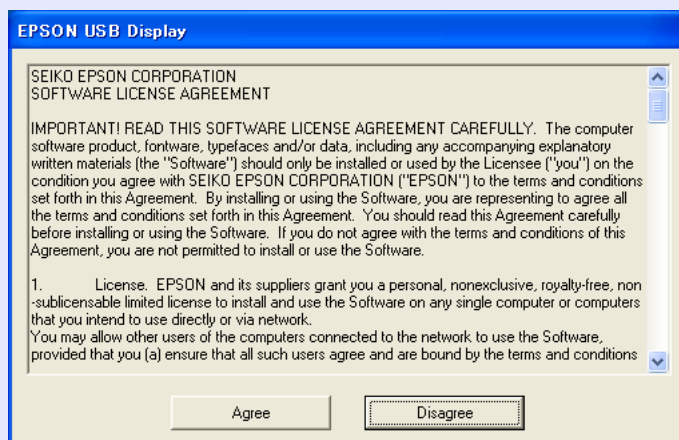 EPSON USB Display
SEIKO EPSON CORPORATION
SOFTWARE LICENSE AGREEMENT
IMPORTANT! READ THIS SOFTWARE LICENSE AGREEMENT CAREFULLY.  The computer
software product, fontware, typefaces and/or data, including any accompanying explanatory
written materials (the "Software") should only be installed or used by the Licensee ("you") on the
condition you agree with SEIKO EPSON CORPORATION ("EPSON") to the terms and conditions
set forth in this Agreement.  By installing or using the Software, you are representing to agree all
the terms and conditions set forth in this Agreement.  You should read this Agreement carefully
before installing or using the Software.  If you do not agree with the terms and conditions of this
Agreement, you are not permitted to install or use the Software.
1.          License.  EPSON and its suppliers grant you a personal, nonexclusive, royalty-free, non
-sublicensable limited license to install and use the Software on any single computer or computers
that you intend to use directly or via network.
You may allow other users of the computers connected to the network to use the Software,
provided that you (a) ensure that all such users agree and are bound by the terms and conditions
Agree
Disagree